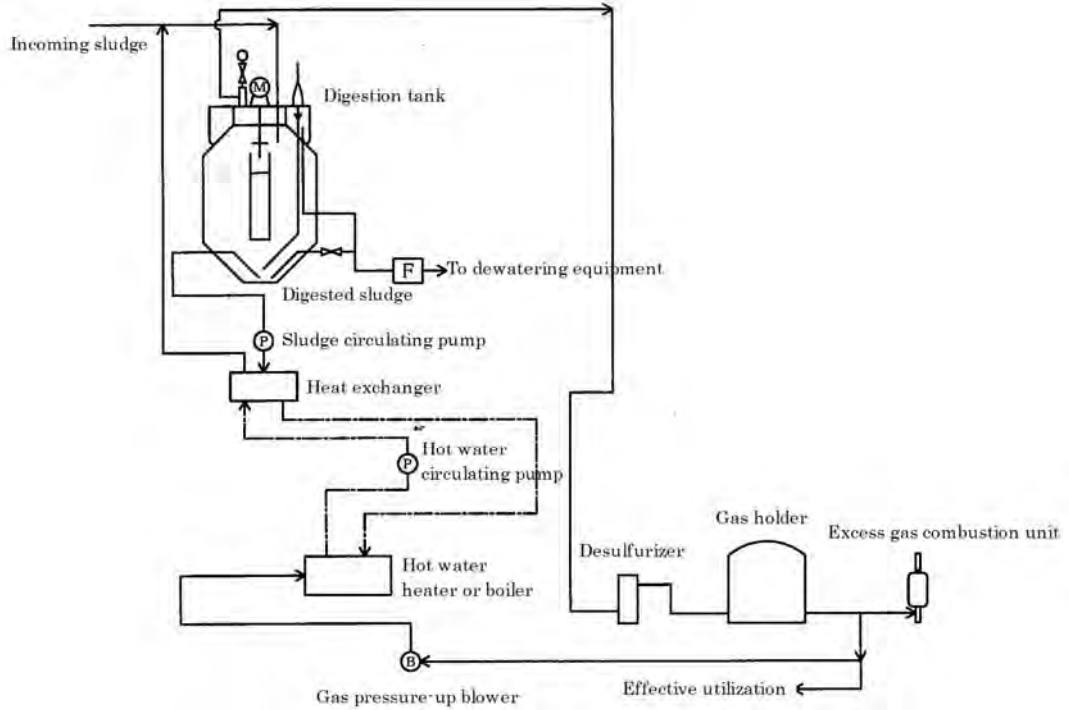 Incoming sludge
M
Digestion tank
F
To dewatering equipment
Digested sludge
P
Sludge circulating pump
Heat exchanger
P
Hot water
circulating pump
Gas holder
Excess gas combustion unit
Desulfurizer
Hot water
heater or boiler
B
Effective utilization
Gas pressure-up blower